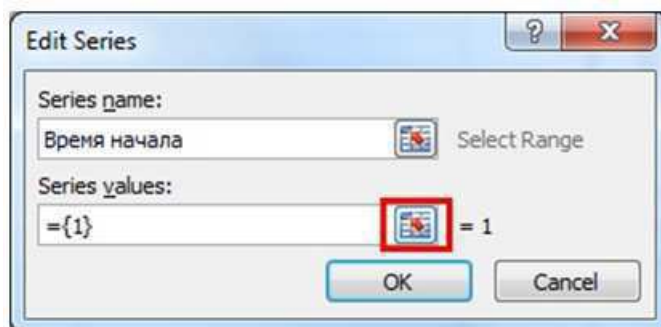 Edit Series
Series name:
Время начала
Select Range
Series values:
={1}
= 1
OK
Cancel